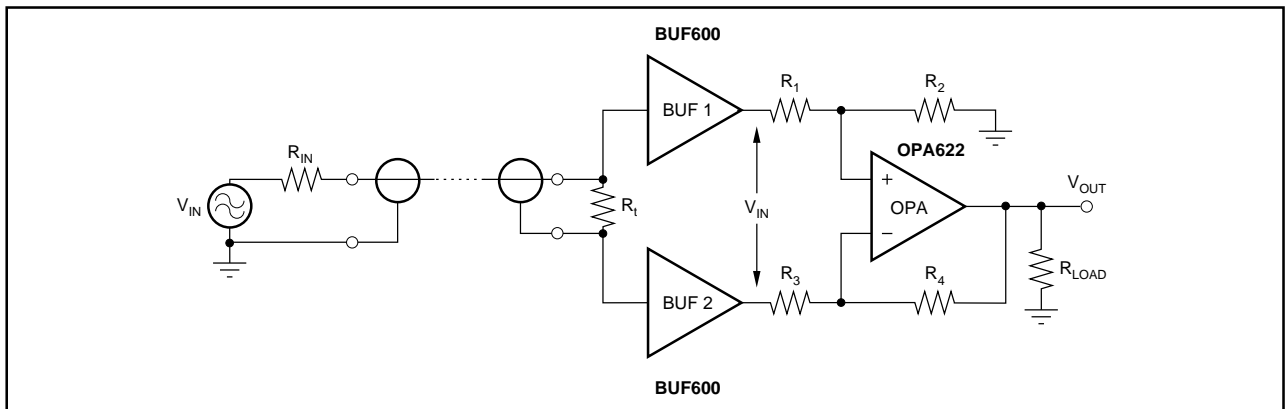 BUF600
BUF 1
R1
R2
OPA622
RIN
VIN
Rt
VIN
+
OPA
−
VOUT
RLOAD
BUF 2
R3
R4
BUF600